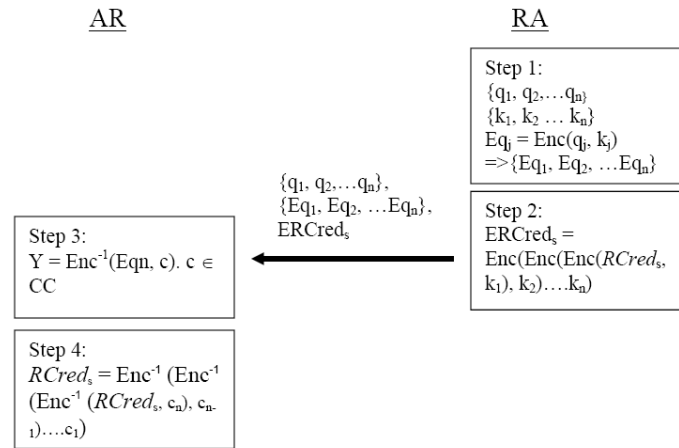 AR
RA
Step 1:
{q₁, q₂,…qₙ}
{k₁, k₂ … kₙ}
Eqⱼ = Enc(qⱼ, kⱼ)
=>{Eq₁, Eq₂, …Eqₙ}
{q₁, q₂,…qₙ},
{Eq₁, Eq₂, …Eqₙ},
ERCredₛ
Step 2:
ERCredₛ =
Enc(Enc(Enc(RCredₛ,
k₁), k₂)….kₙ)
Step 3:
Y = Enc⁻¹(Eqn, c). c ∈
CC
Step 4:
RCredₛ = Enc⁻¹ (Enc⁻¹
(Enc⁻¹ (RCredₛ, cₙ), cₙ₋
₁)….c₁)